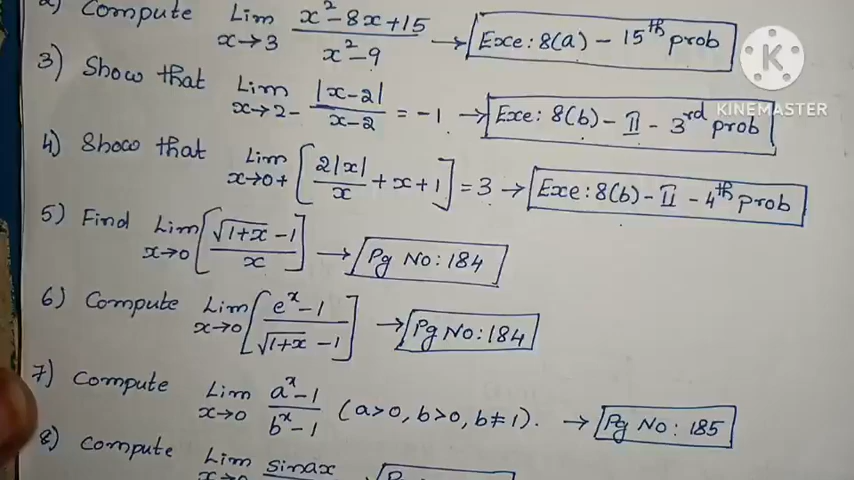 2) Compute Lim x→3 x²-8x+15 / x²-9 → Exe: 8(a) - 15th prob
3) Show that Lim x→2- |x-2| / x-2 = -1 → Exe: 8(b) - II - 3rd prob
KINEMASTER
4) Show that Lim x→0+ [2|x| / x + x + 1] = 3 → Exe: 8(b) - II - 4th prob
5) Find Lim x→0 [√1+x - 1 / x] → Pg No: 184
6) Compute Lim x→0 [e^x - 1 / √1+x - 1] → Pg No: 184
7) Compute Lim x→0 a^x - 1 / b^x - 1 (a>0, b>0, b≠1). → Pg No: 185
8) Compute Lim x→0 sinax